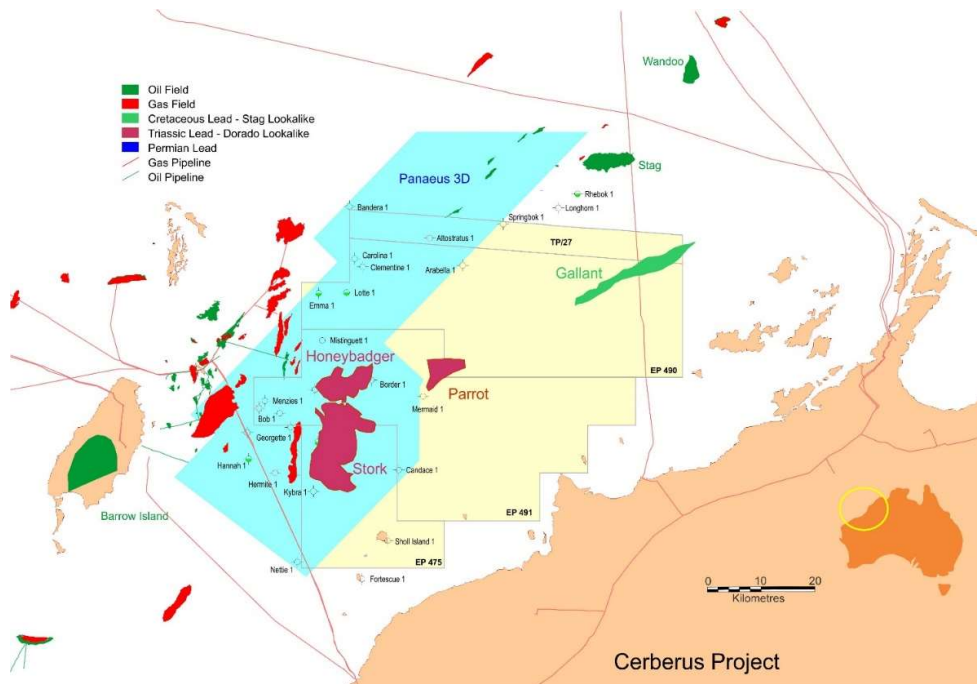 Wandoo
Oil Field
Gas Field
Cretaceous Lead - Stag Lookalike
Triassic Lead - Dorado Lookalike
Permian Lead
Gas Pipeline
Oil Pipeline
Stag
Panaeus 3D
Rhebok 1
Bandera 1
Longhorn 1
Springbok 1
Altostratus 1
TP/27
Carolina 1
Clementine 1
Arabella 1
Gallant
Emma 1
Lotte 1
Mistinguett 1
Honeybadger
EP 490
Border 1
Parrot
Menzies 1
Mermaid 1
Bob 1
Georgette 1
Hannah 1
Stork
Candace 1
Hermite 1
Kybra 1
Barrow Island
EP 491
Sholl Island 1
Nettie 1
EP 475
Fortescue 1
0 10 20
Kilometres
Cerberus Project